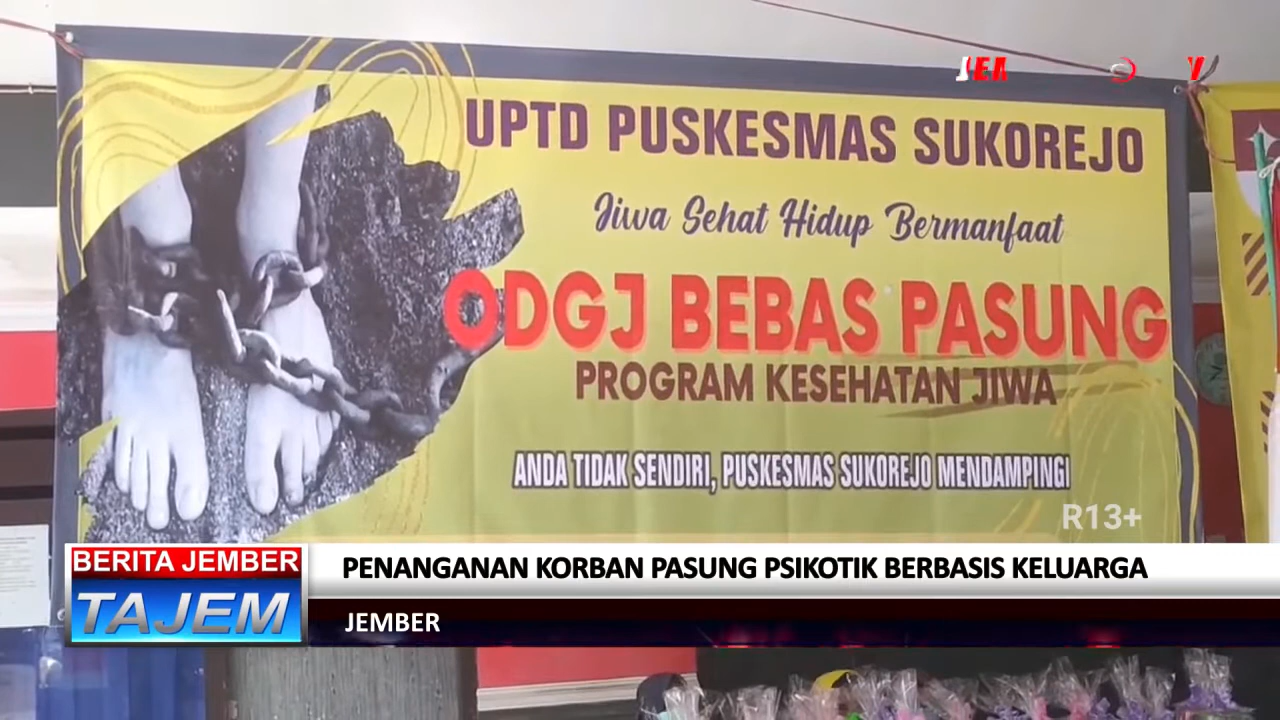 UPTD PUSKESMAS SUKOREJO
Jiwa Sehat Hidup Bermanfaat
ODGJ BEBAS PASUNG
PROGRAM KESEHATAN JIWA
ANDA TIDAK SENDIRI, PUSKESMAS SUKOREJO MENDAMPINGI
R13+
BERITA JEMBER
TAJEM
PENANGANAN KORBAN PASUNG PSIKOTIK BERBASIS KELUARGA
JEMBER